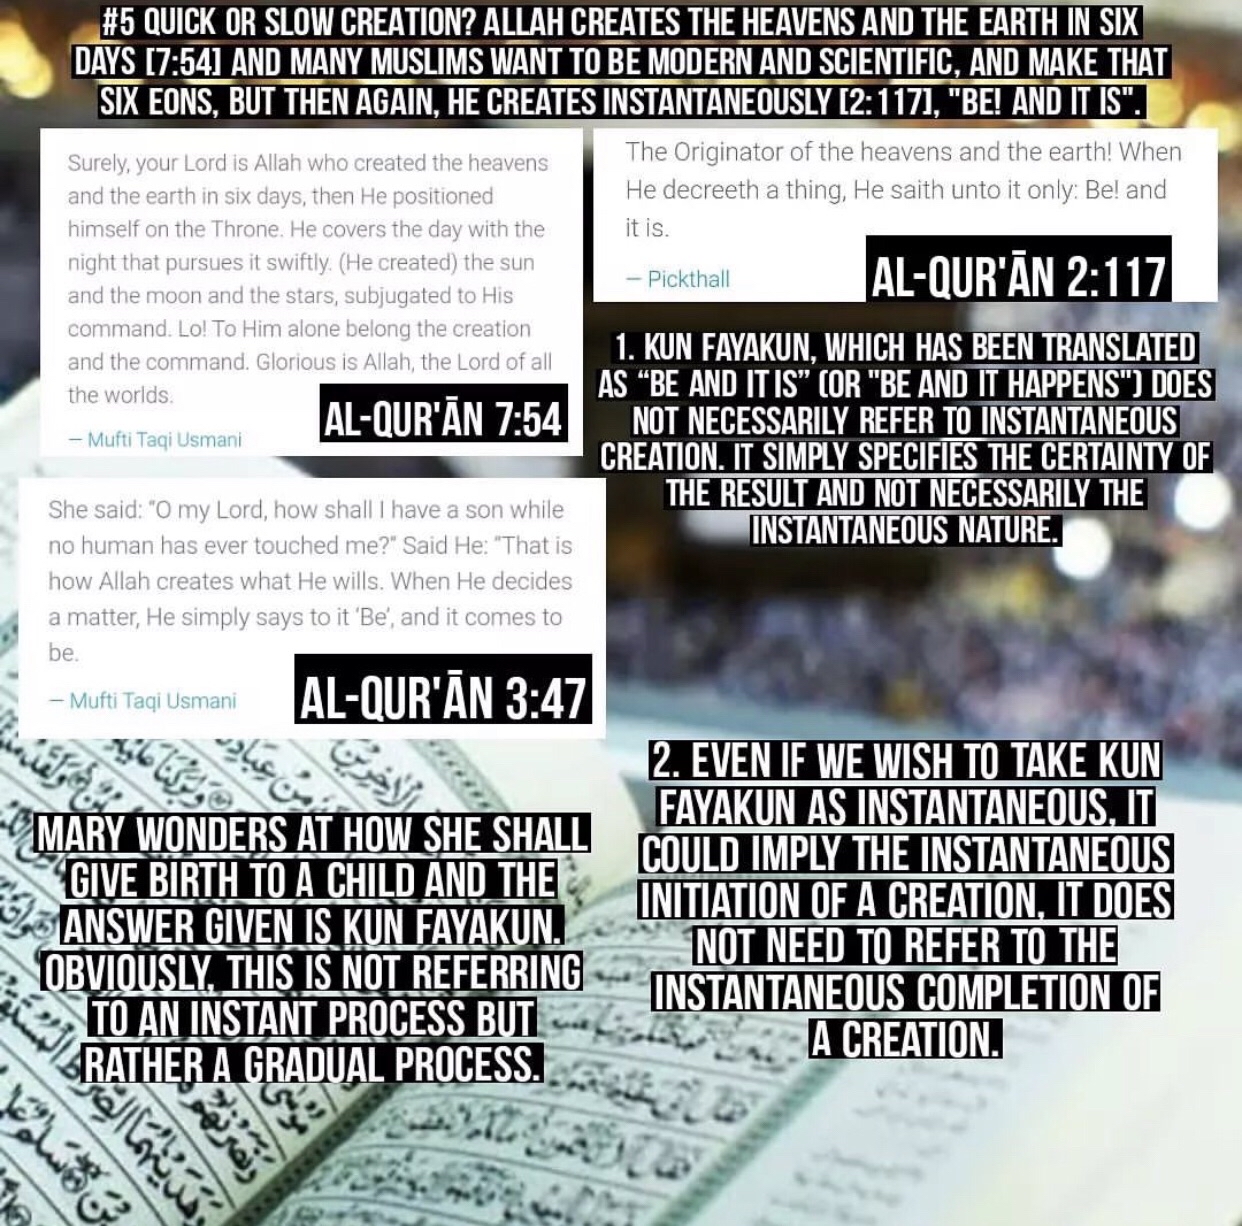 #5 QUICK OR SLOW CREATION? ALLAH CREATES THE HEAVENS AND THE EARTH IN SIX
DAYS [7:54] AND MANY MUSLIMS WANT TO BE MODERN AND SCIENTIFIC, AND MAKE THAT
SIX EONS, BUT THEN AGAIN, HE CREATES INSTANTANEOUSLY [2:117], "BE! AND IT IS".
Surely, your Lord is Allah who created the heavens
and the earth in six days, then He positioned
himself on the Throne. He covers the day with the
night that pursues it swiftly. (He created) the sun
and the moon and the stars, subjugated to His
command. Lo! To Him alone belong the creation
and the command. Glorious is Allah, the Lord of all
the worlds.
— Mufti Taqi Usmani
AL-QUR'ĀN 7:54
The Originator of the heavens and the earth! When
He decreeth a thing, He saith unto it only: Be! and
it is.
— Pickthall
AL-QUR'ĀN 2:117
1. KUN FAYAKUN, WHICH HAS BEEN TRANSLATED
AS “BE AND IT IS” (OR "BE AND IT HAPPENS") DOES
NOT NECESSARILY REFER TO INSTANTANEOUS
CREATION. IT SIMPLY SPECIFIES THE CERTAINTY OF
THE RESULT AND NOT NECESSARILY THE
INSTANTANEOUS NATURE.
She said: “O my Lord, how shall I have a son while
no human has ever touched me?” Said He: “That is
how Allah creates what He wills. When He decides
a matter, He simply says to it ‘Be’, and it comes to
be.
— Mufti Taqi Usmani
AL-QUR'ĀN 3:47
MARY WONDERS AT HOW SHE SHALL
GIVE BIRTH TO A CHILD AND THE
ANSWER GIVEN IS KUN FAYAKUN.
OBVIOUSLY, THIS IS NOT REFERRING
TO AN INSTANT PROCESS BUT
RATHER A GRADUAL PROCESS.
2. EVEN IF WE WISH TO TAKE KUN
FAYAKUN AS INSTANTANEOUS, IT
COULD IMPLY THE INSTANTANEOUS
INITIATION OF A CREATION, IT DOES
NOT NEED TO REFER TO THE
INSTANTANEOUS COMPLETION OF
A CREATION.